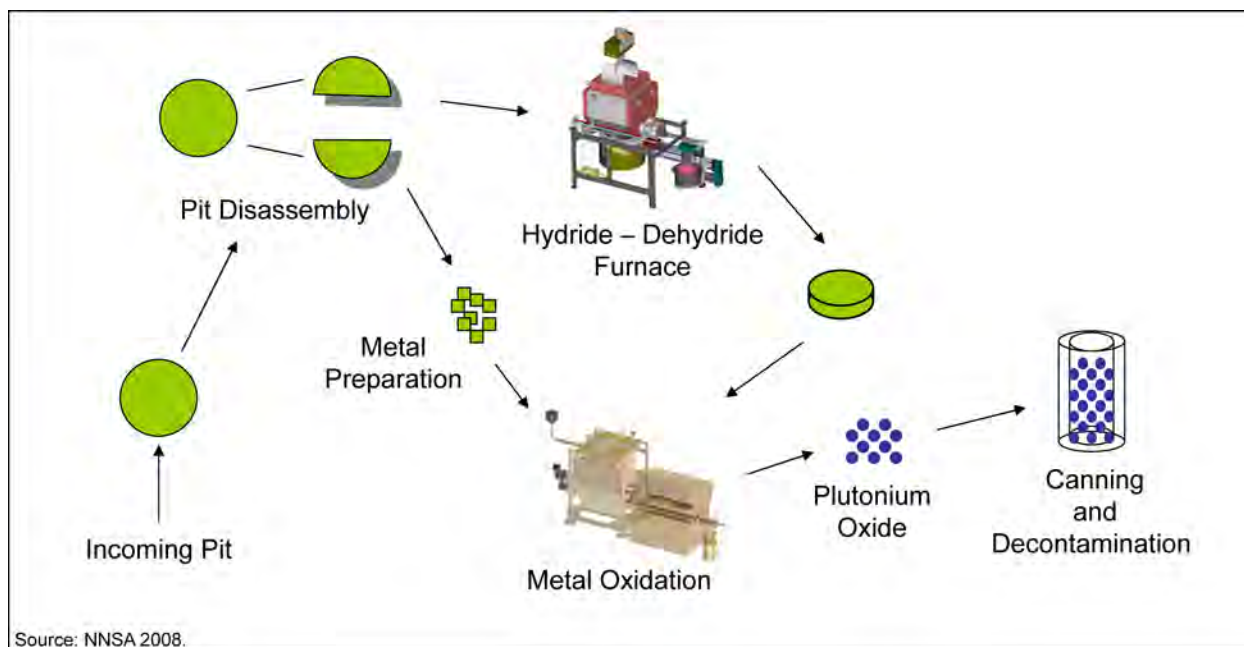 Pit Disassembly
Hydride – Dehydride
Furnace
Metal
Preparation
Incoming Pit
Metal Oxidation
Plutonium
Oxide
Canning
and
Decontamination
Source: NNSA 2008.